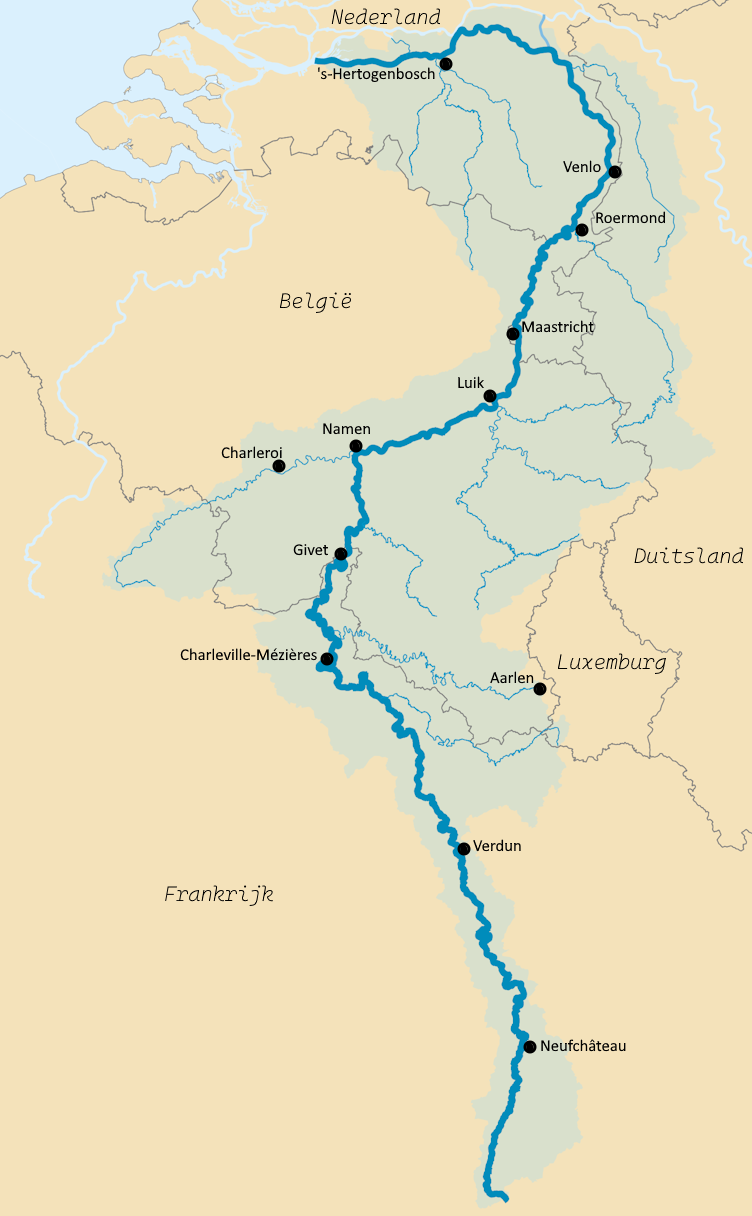 Nederland
's-Hertogenbosch
Venlo
Roermond
België
Maastricht
Luik
Namen
Charleroi
Givet
Duitsland
Charleville-Mézières
Luxemburg
Aarlen
Verdun
Frankrijk
Neufchâteau